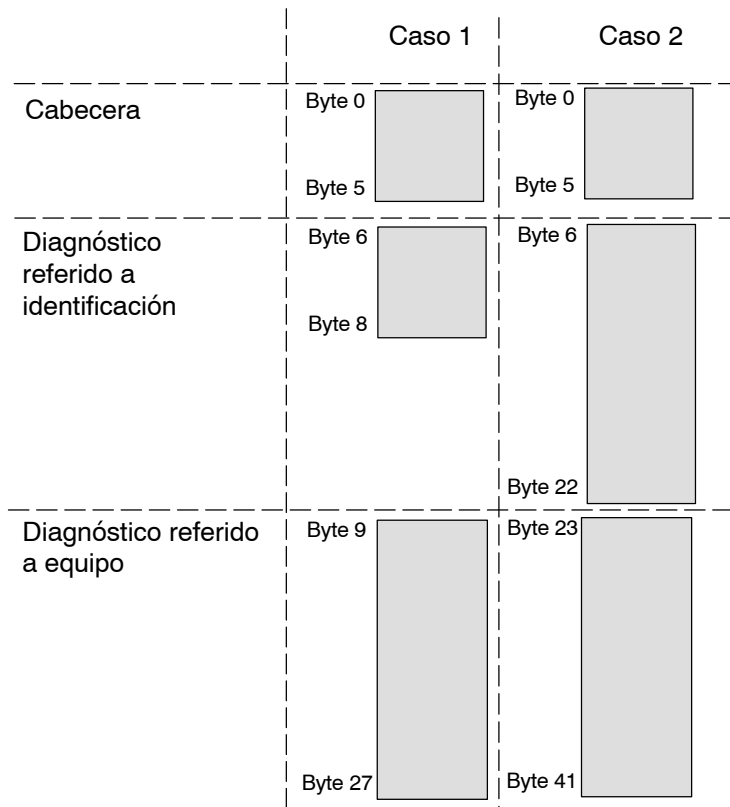 Caso 1
Caso 2
Cabecera
Byte 0
Byte 5
Byte 0
Byte 5
Diagnóstico
referido a
identificación
Byte 6
Byte 8
Byte 6
Byte 22
Diagnóstico referido
a equipo
Byte 9
Byte 27
Byte 23
Byte 41